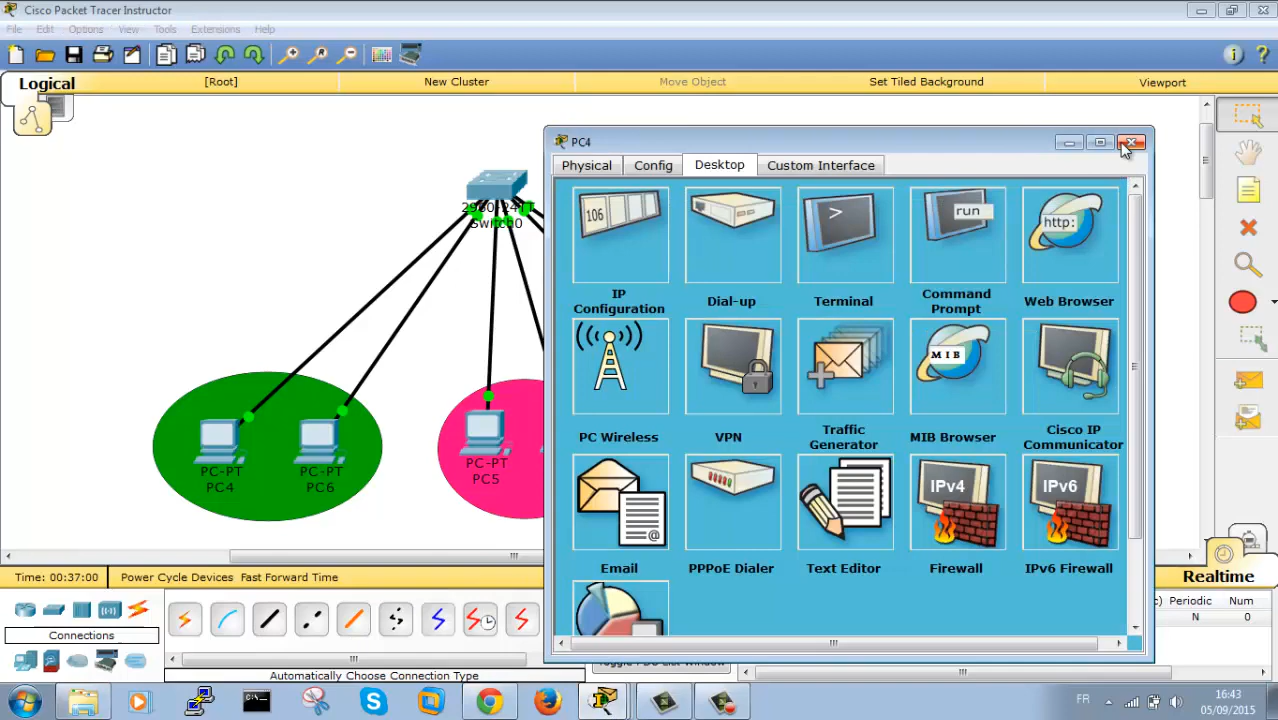 Cisco Packet Tracer Instructor
File Edit Options View Tools Extensions Help
Logical
[Root]
New Cluster
Move Object
Set Tiled Background
Viewport
2960-24TT
Switch0
PC-PT
PC4
PC-PT
PC6
PC-PT
PC5
PC4
Physical Config Desktop Custom Interface
106
>
run
http:
IP
Configuration
Dial-up
Terminal
Command
Prompt
Web Browser
MIB
PC Wireless
VPN
Traffic
Generator
MIB Browser
Cisco IP
Communicator
@
IPv4
IPv6
Email
PPPoE Dialer
Text Editor
Firewall
IPv6 Firewall
Time: 00:37:00 Power Cycle Devices Fast Forward Time
Realtime
Connections
Automatically Choose Connection Type
c) Periodic Num
N 0
FR
16:43
05/09/2015